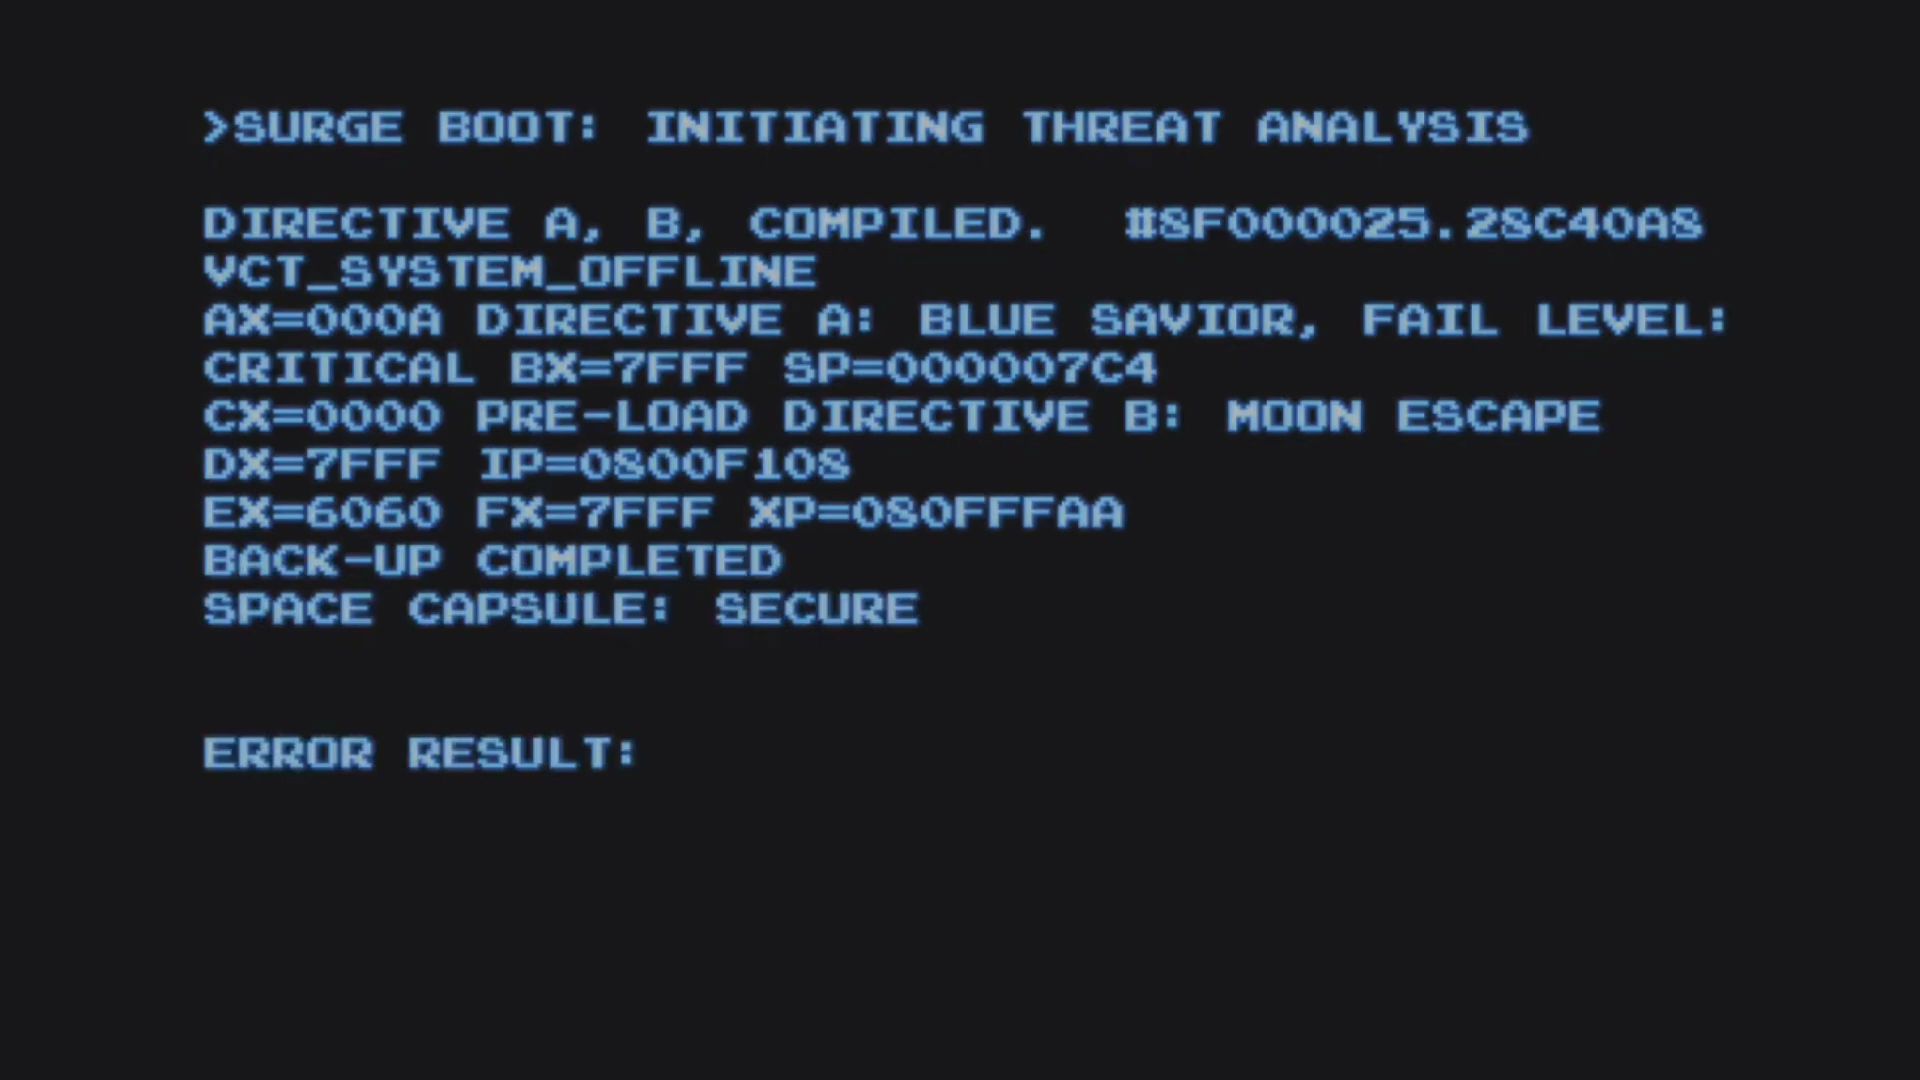 >SURGE BOOT: INITIATING THREAT ANALYSIS
DIRECTIVE A, B, COMPILED.  #8F000025.28C40A8
VCT_SYSTEM_OFFLINE
AX=000A DIRECTIVE A: BLUE SAVIOR, FAIL LEVEL:
CRITICAL BX=7FFF SP=000007C4
CX=0000 PRE-LOAD DIRECTIVE B: MOON ESCAPE
DX=7FFF IP=0800F108
EX=6060 FX=7FFF XP=080FFFAA
BACK-UP COMPLETED
SPACE CAPSULE: SECURE
ERROR RESULT: